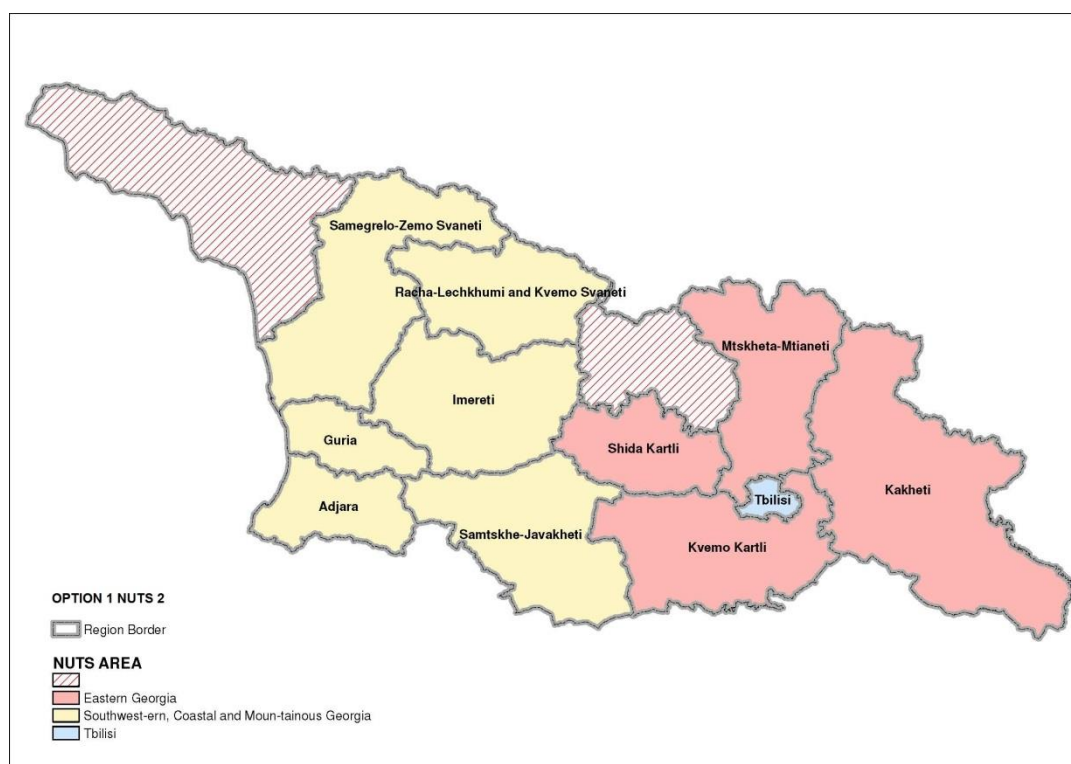 Samegrelo-Zemo Svaneti
Racha-Lechkhumi and Kvemo Svaneti
Mtskheta-Mtianeti
Imereti
Guria
Shida Kartli
Kakheti
Tbilisi
Adjara
Samtskhe-Javakheti
Kvemo Kartli
OPTION 1 NUTS 2
Region Border
NUTS AREA
Eastern Georgia
Southwest-ern, Coastal and Moun-tainous Georgia
Tbilisi